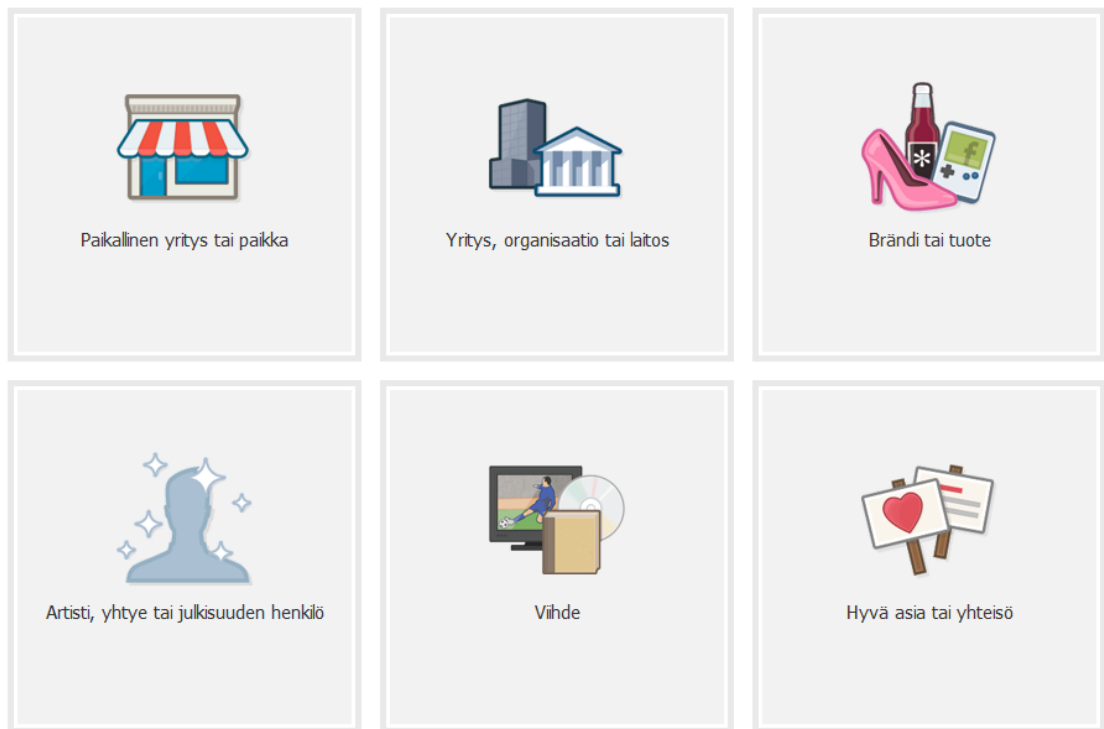 Paikallinen yritys tai paikka
Yritys, organisaatio tai laitos
Brändi tai tuote
Artisti, yhtye tai julkisuuden henkilö
Viihde
Hyvä asia tai yhteisö